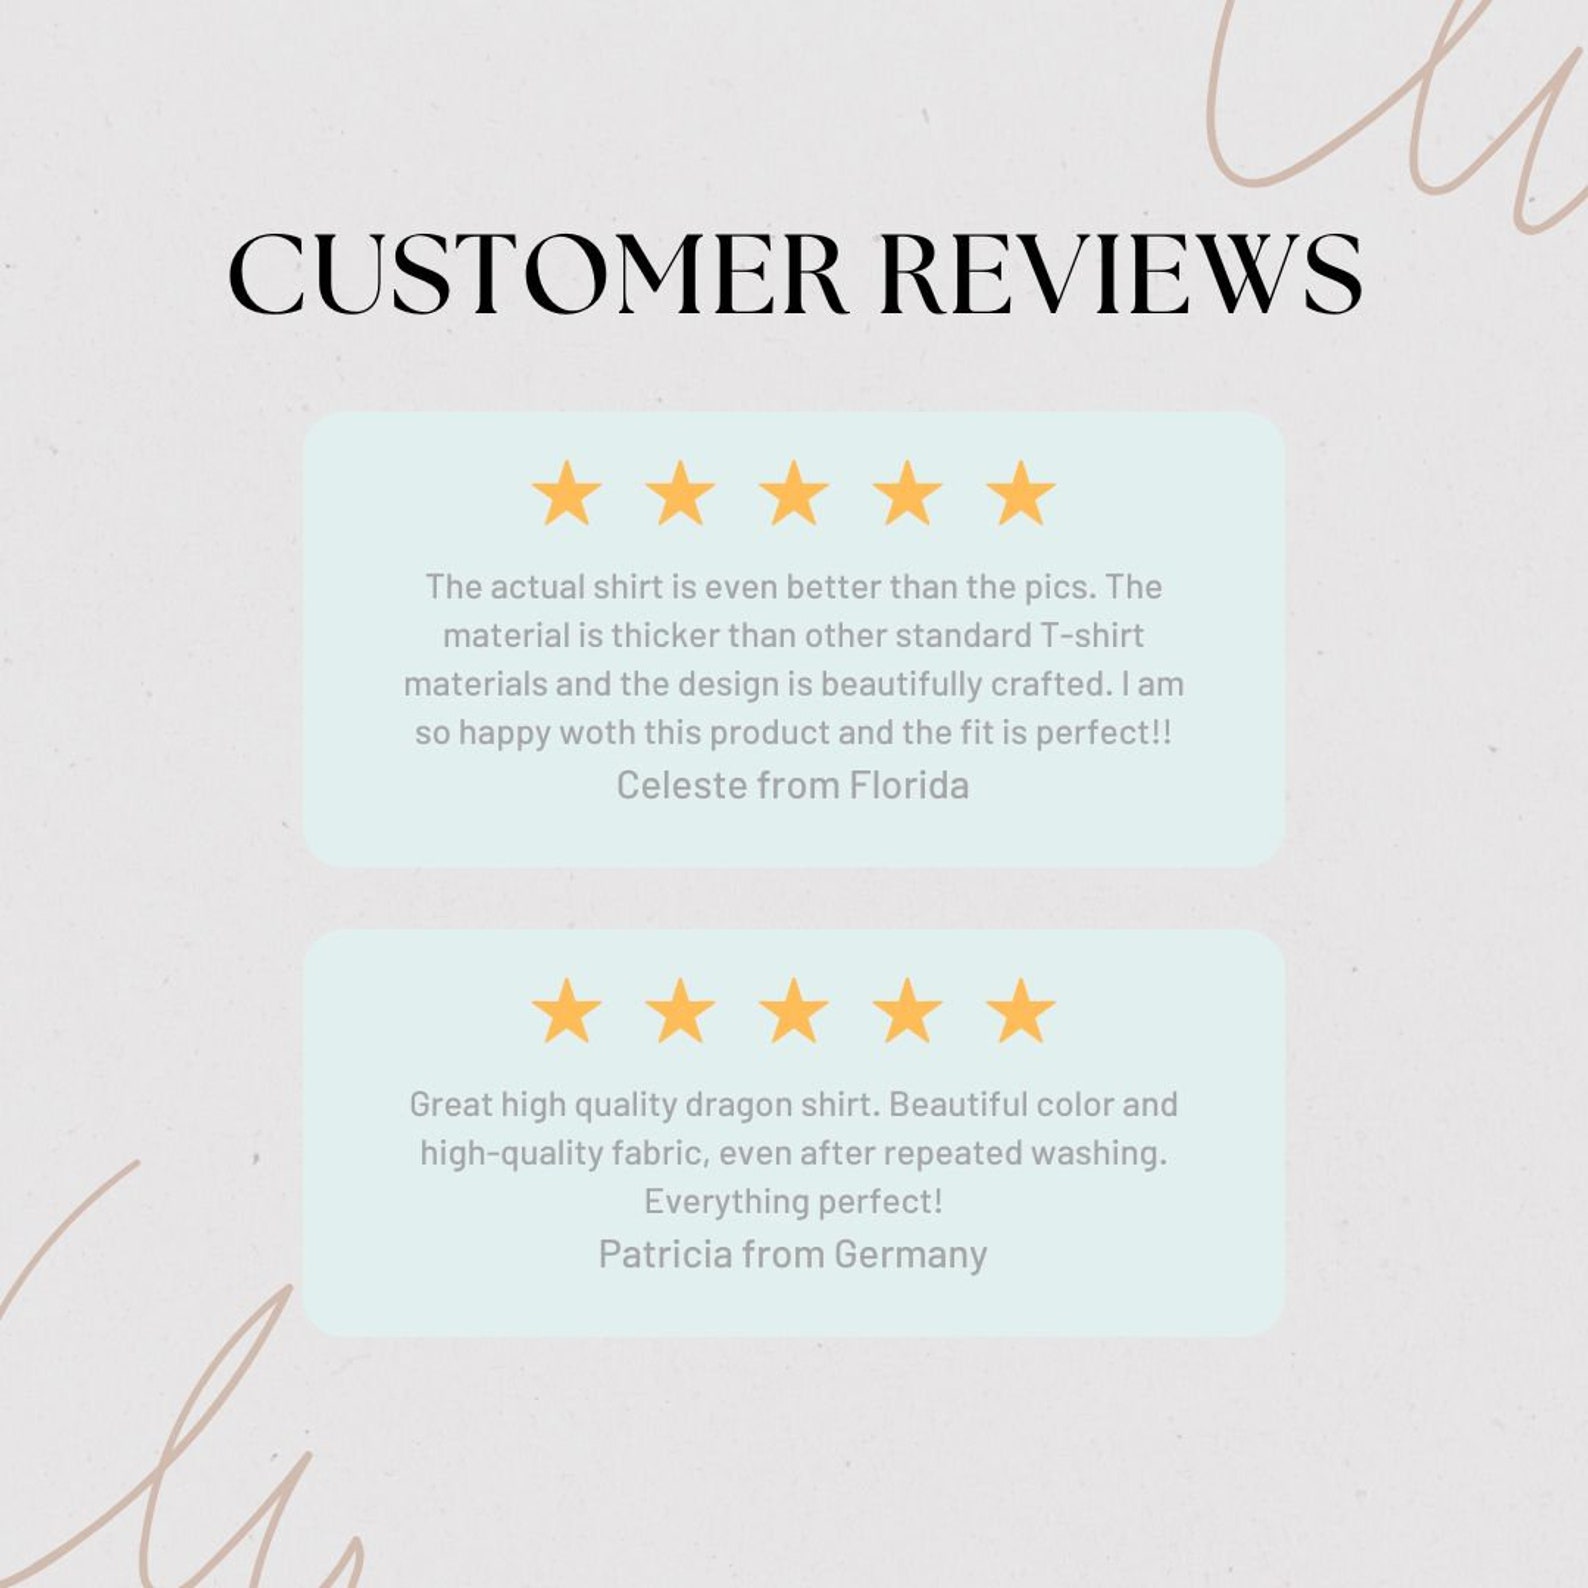 CUSTOMER REVIEWS
The actual shirt is even better than the pics. The
material is thicker than other standard T-shirt
materials and the design is beautifully crafted. I am
so happy woth this product and the fit is perfect!!
Celeste from Florida
Great high quality dragon shirt. Beautiful color and
high-quality fabric, even after repeated washing.
Everything perfect!
Patricia from Germany